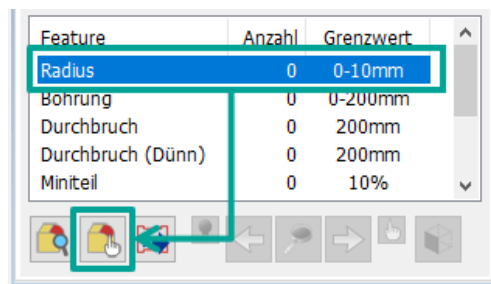 Feature Anzahl Grenzwert
Radius 0 0-10mm
Bohrung 0 0-200mm
Durchbruch 0 200mm
Durchbruch (Dünn) 0 200mm
Miniteil 0 10%